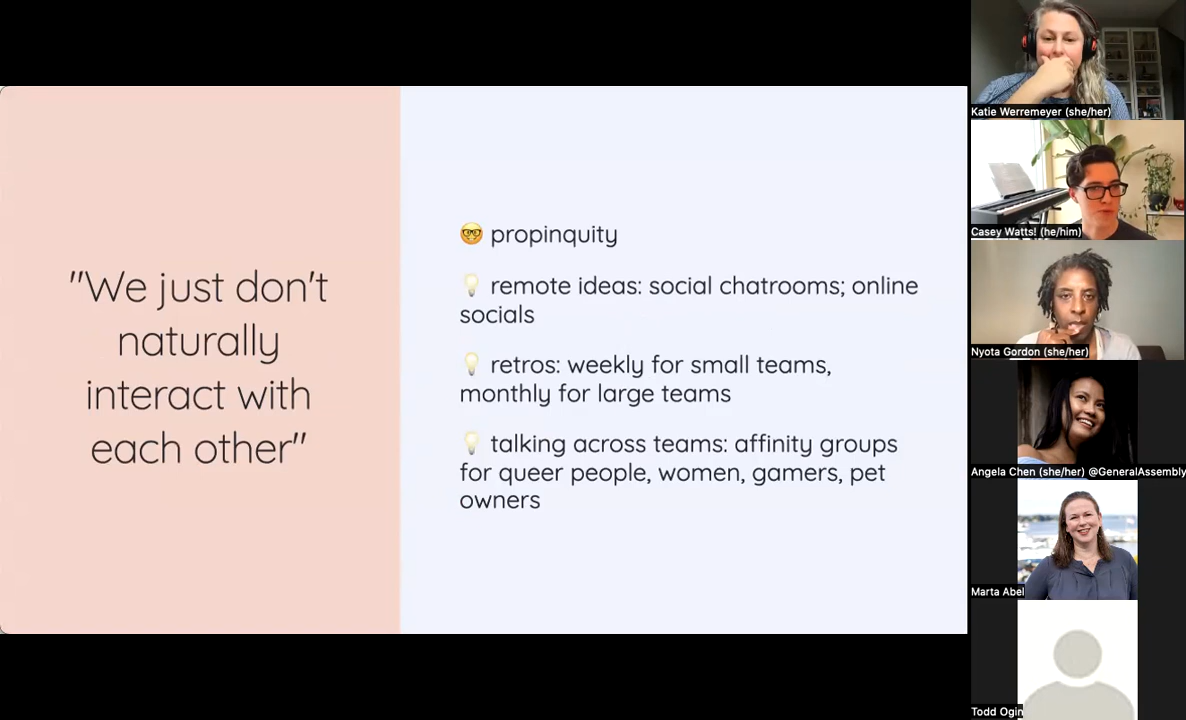 "We just don't
naturally
interact with
each other"
🤓 propinquity
💡 remote ideas: social chatrooms; online
socials
💡 retros: weekly for small teams,
monthly for large teams
💡 talking across teams: affinity groups
for queer people, women, gamers, pet
owners
Katie Werremeyer (she/her)
Casey Watts! (he/him)
Nyota Gordon (she/her)
Angela Chen (she/her) @GeneralAssembly
Marta Abel
Todd Ogin